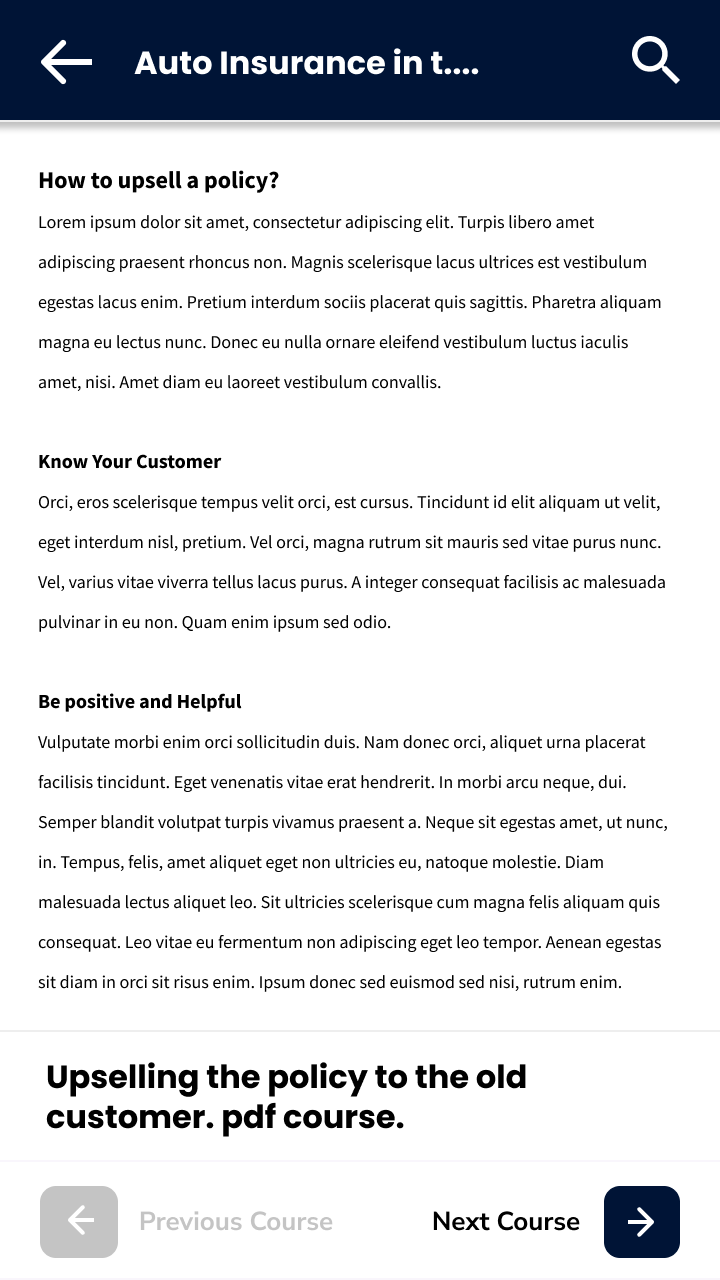 Auto Insurance in t....
How to upsell a policy?
Lorem ipsum dolor sit amet, consectetur adipiscing elit. Turpis libero amet
adipiscing praesent rhoncus non. Magnis scelerisque lacus ultrices est vestibulum
egestas lacus enim. Pretium interdum sociis placerat quis sagittis. Pharetra aliquam
magna eu lectus nunc. Donec eu nulla ornare eleifend vestibulum luctus iaculis
amet, nisi. Amet diam eu laoreet vestibulum convallis.
Know Your Customer
Orci, eros scelerisque tempus velit orci, est cursus. Tincidunt id elit aliquam ut velit,
eget interdum nisl, pretium. Vel orci, magna rutrum sit mauris sed vitae purus nunc.
Vel, varius vitae viverra tellus lacus purus. A integer consequat facilisis ac malesuada
pulvinar in eu non. Quam enim ipsum sed odio.
Be positive and Helpful
Vulputate morbi enim orci sollicitudin duis. Nam donec orci, aliquet urna placerat
facilisis tincidunt. Eget venenatis vitae erat hendrerit. In morbi arcu neque, dui.
Semper blandit volutpat turpis vivamus praesent a. Neque sit egestas amet, ut nunc,
in. Tempus, felis, amet aliquet eget non ultricies eu, natoque molestie. Diam
malesuada lectus aliquet leo. Sit ultricies scelerisque cum magna felis aliquam quis
consequat. Leo vitae eu fermentum non adipiscing eget leo tempor. Aenean egestas
sit diam in orci sit risus enim. Ipsum donec sed euismod sed nisi, rutrum enim.
Upselling the policy to the old
customer. pdf course.
Previous Course
Next Course